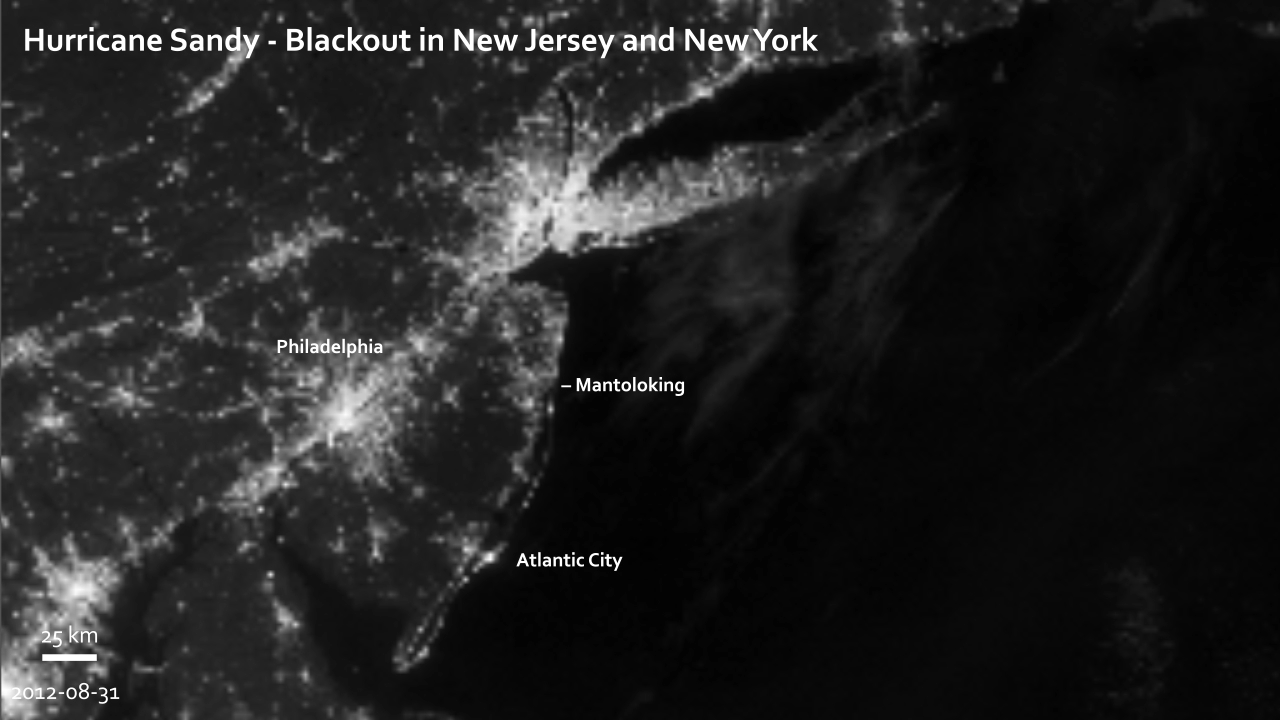 Hurricane Sandy - Blackout in New Jersey and New York
Philadelphia
– Mantoloking
Atlantic City
25 km
2012-08-31